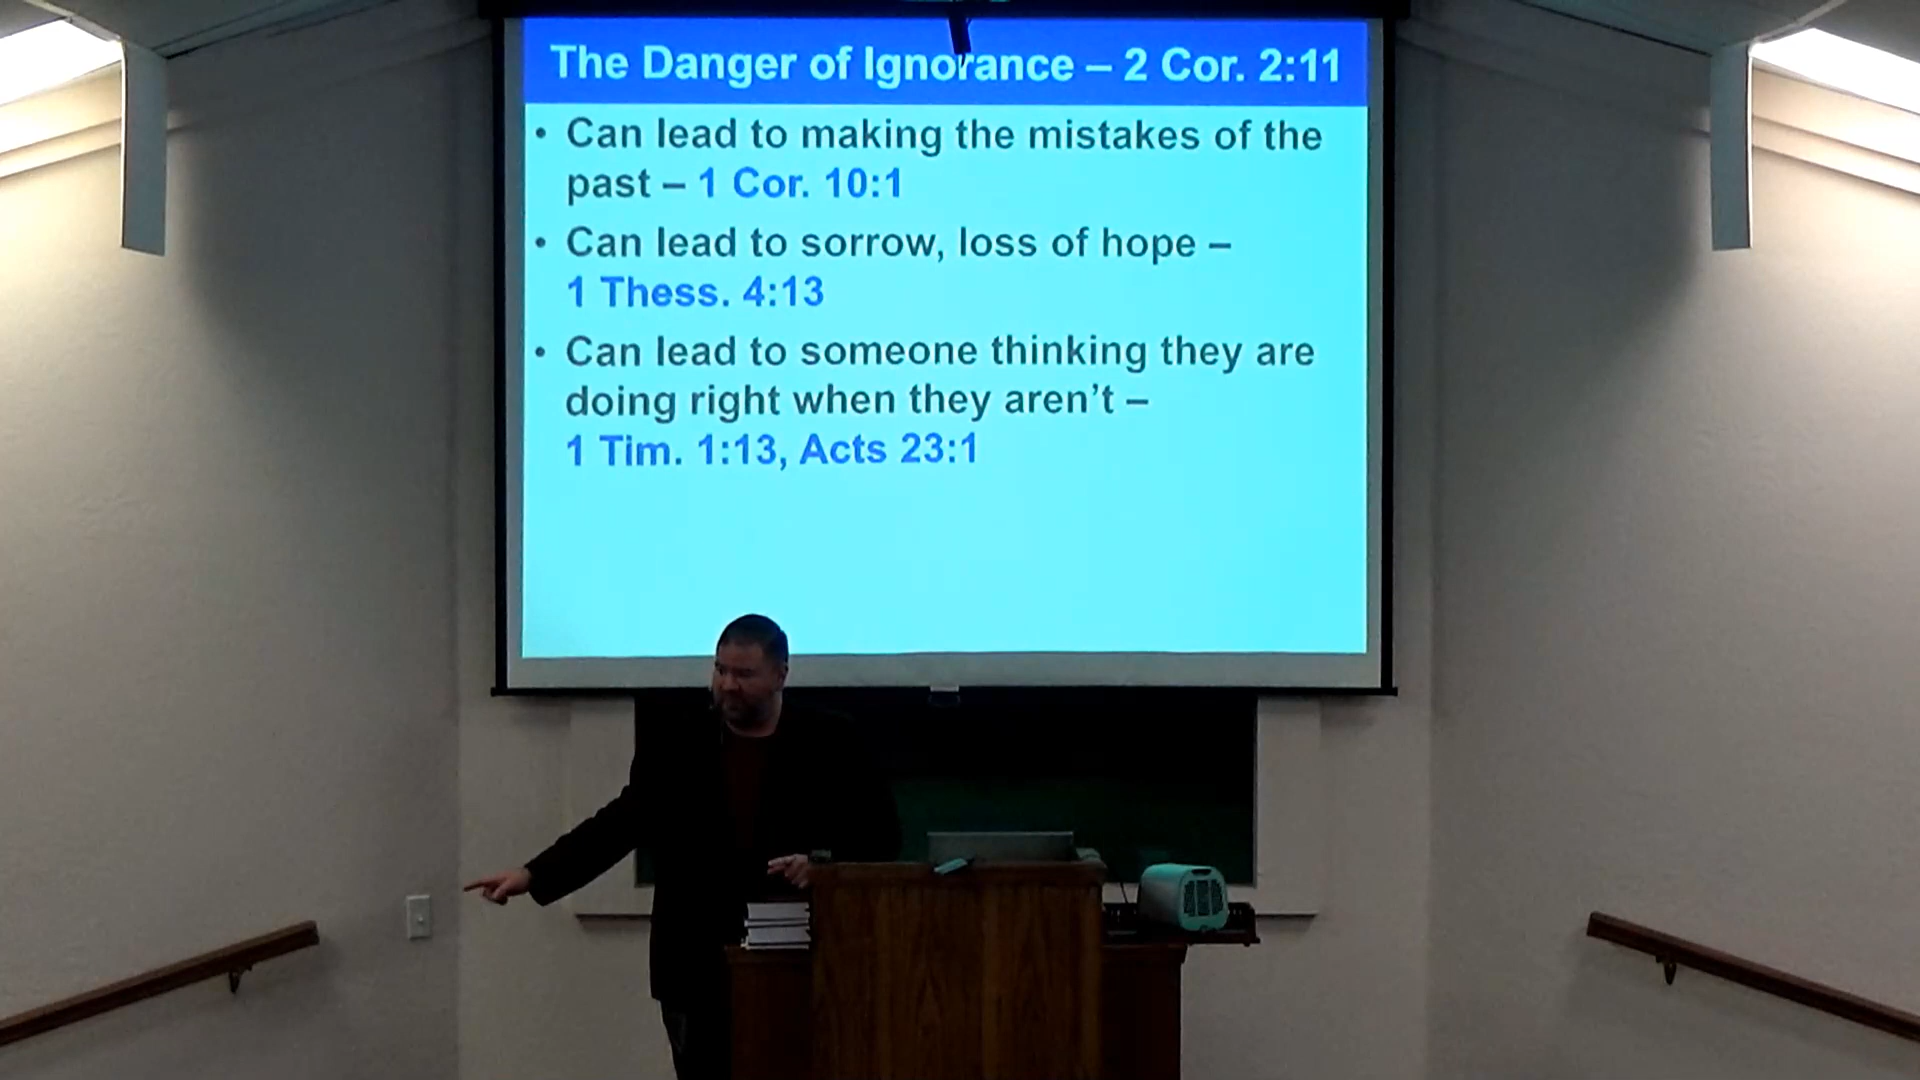 The Danger of Ignorance – 2 Cor. 2:11
• Can lead to making the mistakes of the
past – 1 Cor. 10:1
• Can lead to sorrow, loss of hope –
1 Thess. 4:13
• Can lead to someone thinking they are
doing right when they aren’t –
1 Tim. 1:13, Acts 23:1